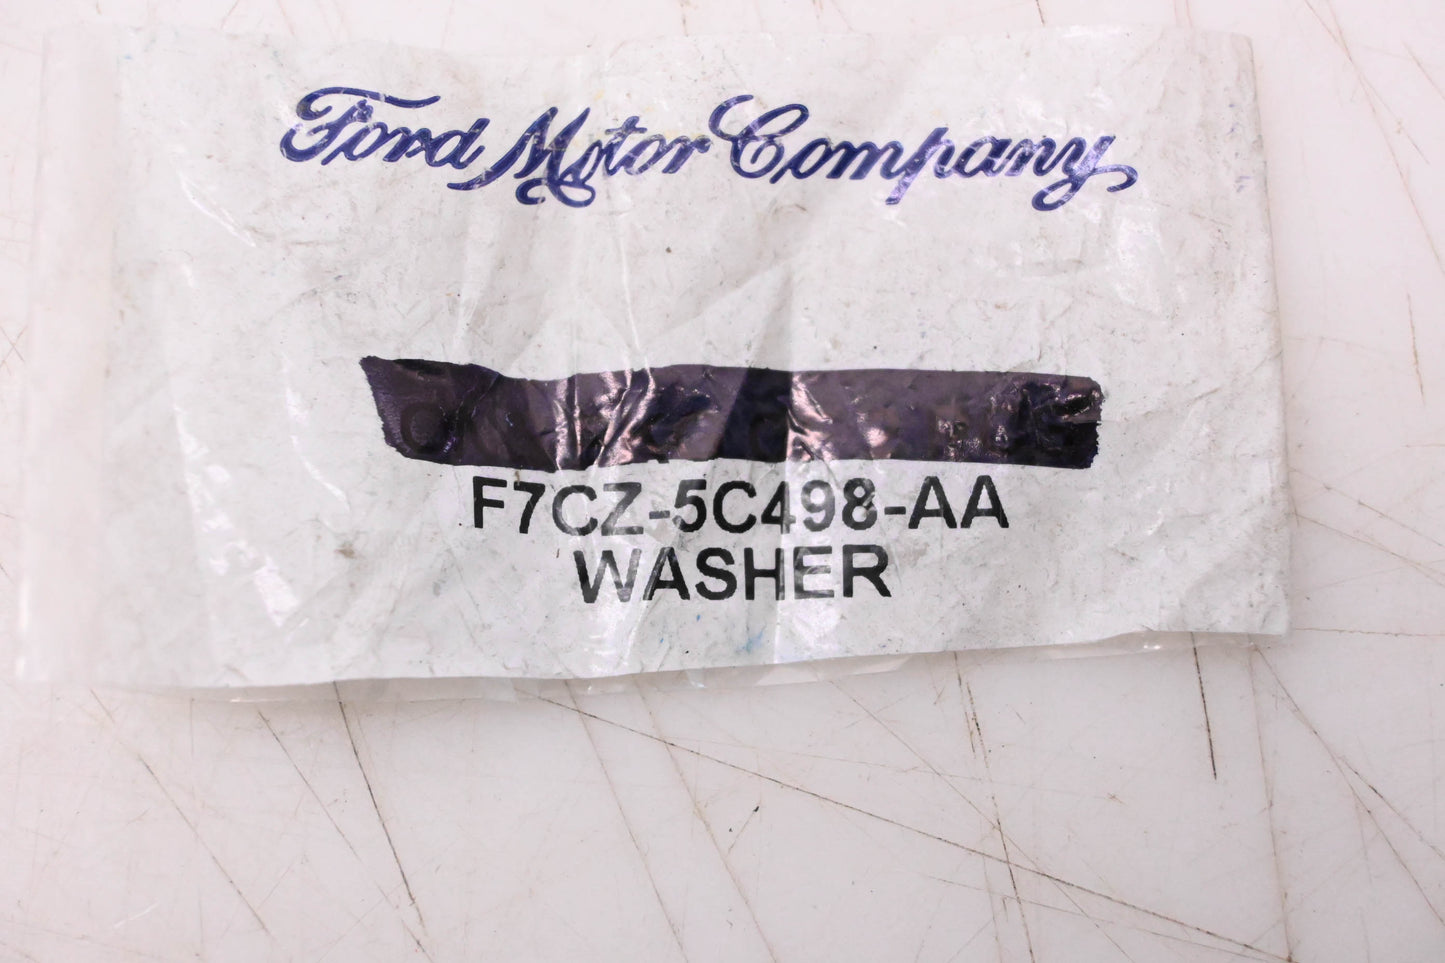 Ford Motor Company
F7CZ-5C498-AA
WASHER